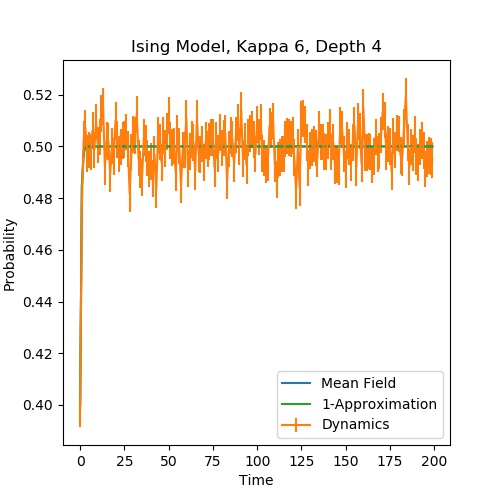 Ising Model, Kappa 6, Depth 4
0.52
0.50
0.48
0.46
0.44
0.42
0.40
Probability
Mean Field
1-Approximation
Dynamics
0 25 50 75 100 125 150 175 200
Time